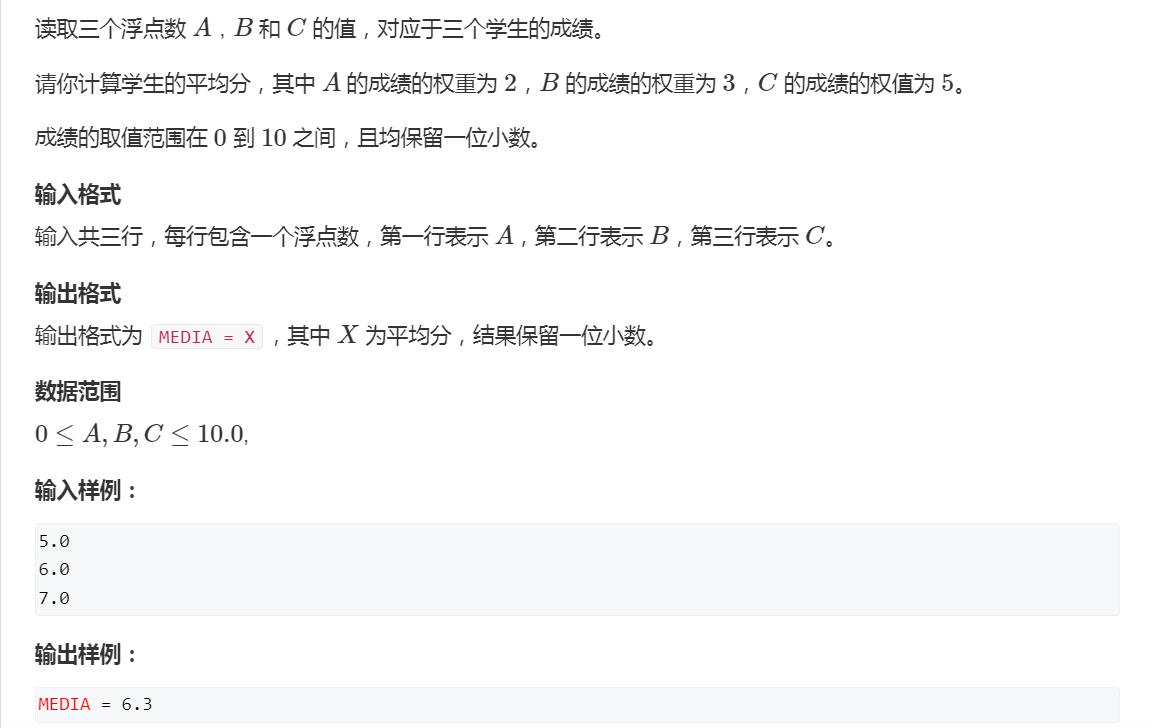 读取三个浮点数 A，B 和 C 的值，对应于三个学生的成绩。
请你计算学生的平均分，其中 A 的成绩的权重为 2，B 的成绩的权重为 3，C 的成绩的权值为 5。
成绩的取值范围在 0 到 10 之间，且均保留一位小数。
输入格式
输入共三行，每行包含一个浮点数，第一行表示 A，第二行表示 B，第三行表示 C。
输出格式
输出格式为 MEDIA = X ，其中 X 为平均分，结果保留一位小数。
数据范围
0 ≤ A, B, C ≤ 10.0,
输入样例：
5.0
6.0
7.0
输出样例：
MEDIA = 6.3